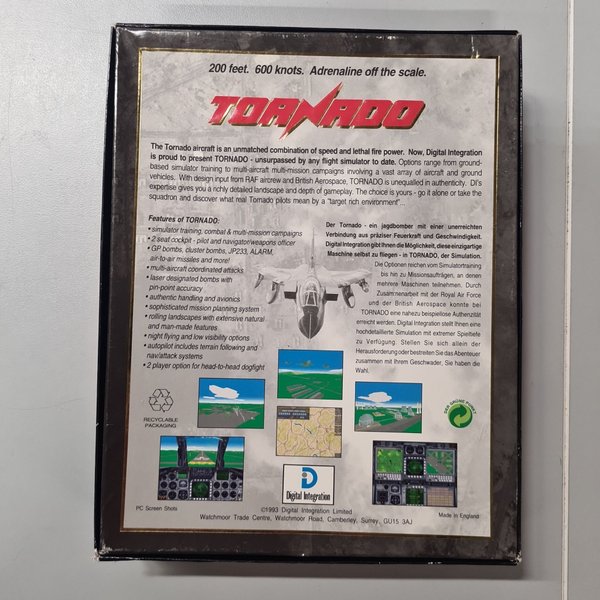 200 feet. 600 knots. Adrenaline off the scale.
TORNADO
The Tornado aircraft is an unmatched combination of speed and lethal fire power. Now, Digital Integration
is proud to present TORNADO - unsurpassed by any flight simulator to date. Options range from ground-
based simulator training to multi-aircraft multi-mission campaigns involving a vast array of aircraft and ground
vehicles. With design input from RAF aircrew and British Aerospace, TORNADO is unequalled in authenticity. DI's
expertise gives you a richly detailed landscape and depth of gameplay. The choice is yours - go it alone or take the
squadron and discover what real Tornado pilots mean by a "target rich environment"...
Features of TORNADO:
• simulator training, combat & multi-mission campaigns
• 2 seat cockpit - pilot and navigator/weapons officer
• GP bombs, cluster bombs, JP233, ALARM,
air-to-air missiles and more!
• multi-aircraft coordinated attacks
• laser designated bombs with
pin-point accuracy
• authentic handling and avionics
• sophisticated mission planning system
• rolling landscapes with extensive natural
and man-made features
• night flying and low visibility options
• autopilot includes terrain following and
nav/attack systems
• 2 player option for head-to-head dogfight
Der Tornado - ein jagdbomber mit einer unerreichten
Verbindung aus präziser Feuerkraft und Geschwindigkeit.
Digital Integration gibt Ihnen die Möglichkeit, diese einzigartige
Maschine selbst zu fliegen - in TORNADO, der Simulation.
Die Optionen reichen vom Simulatortraining
bis hin zu Missionsaufträgen, an denen
mehrere Maschinen teilnehmen. Durch
Zusammenarbeit mit der Royal Air Force
und der British Aerospace konnte bei
TORNADO eine nahezu beispiellose Authenzität
erreicht werden. Digital Integration stellt Ihnen eine
hochdetaillierte Simulation mit extremer Spieltiefe
zu Verfügung. Stellen Sie sich allein der
Herausforderung oder bestreiten Sie das Abenteuer
zusammen mit Ihrem Geschwader, Sie haben die
Wahl.
RECYCLABLE
PACKAGING
DER GRÜNE PUNKT
Digital Integration
PC Screen Shots
©1993 Digital Integration Limited
Watchmoor Trade Centre, Watchmoor Road, Camberley, Surrey, GU15 3AJ
Made In England